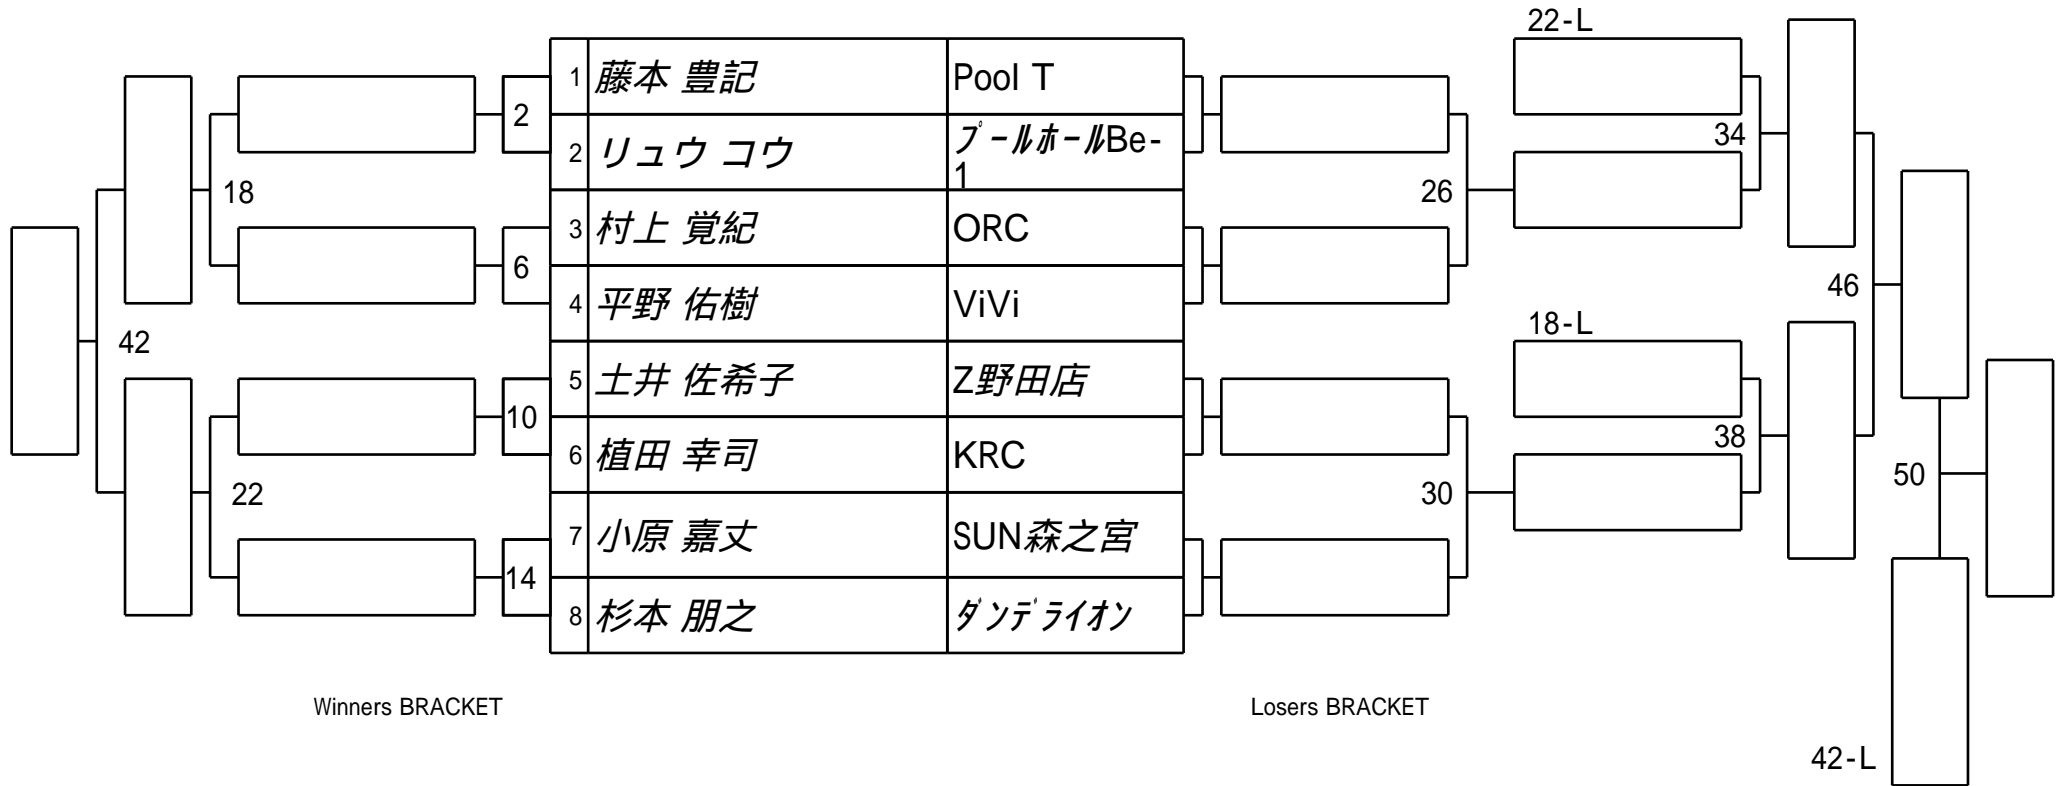 22-L
1 藤本 豊記 Pool T
2
2 リュウ コウ プールホールBe-
1
34
18
26
3 村上 覚紀 ORC
6
4 平野 佑樹 ViVi
46
18-L
42
5 土井 佐希子 Z野田店
10
38
6 植田 幸司 KRC
50
22
30
7 小原 嘉丈 SUN森之宮
14
8 杉本 朋之 ダンデライオン
Winners BRACKET
Losers BRACKET
42-L